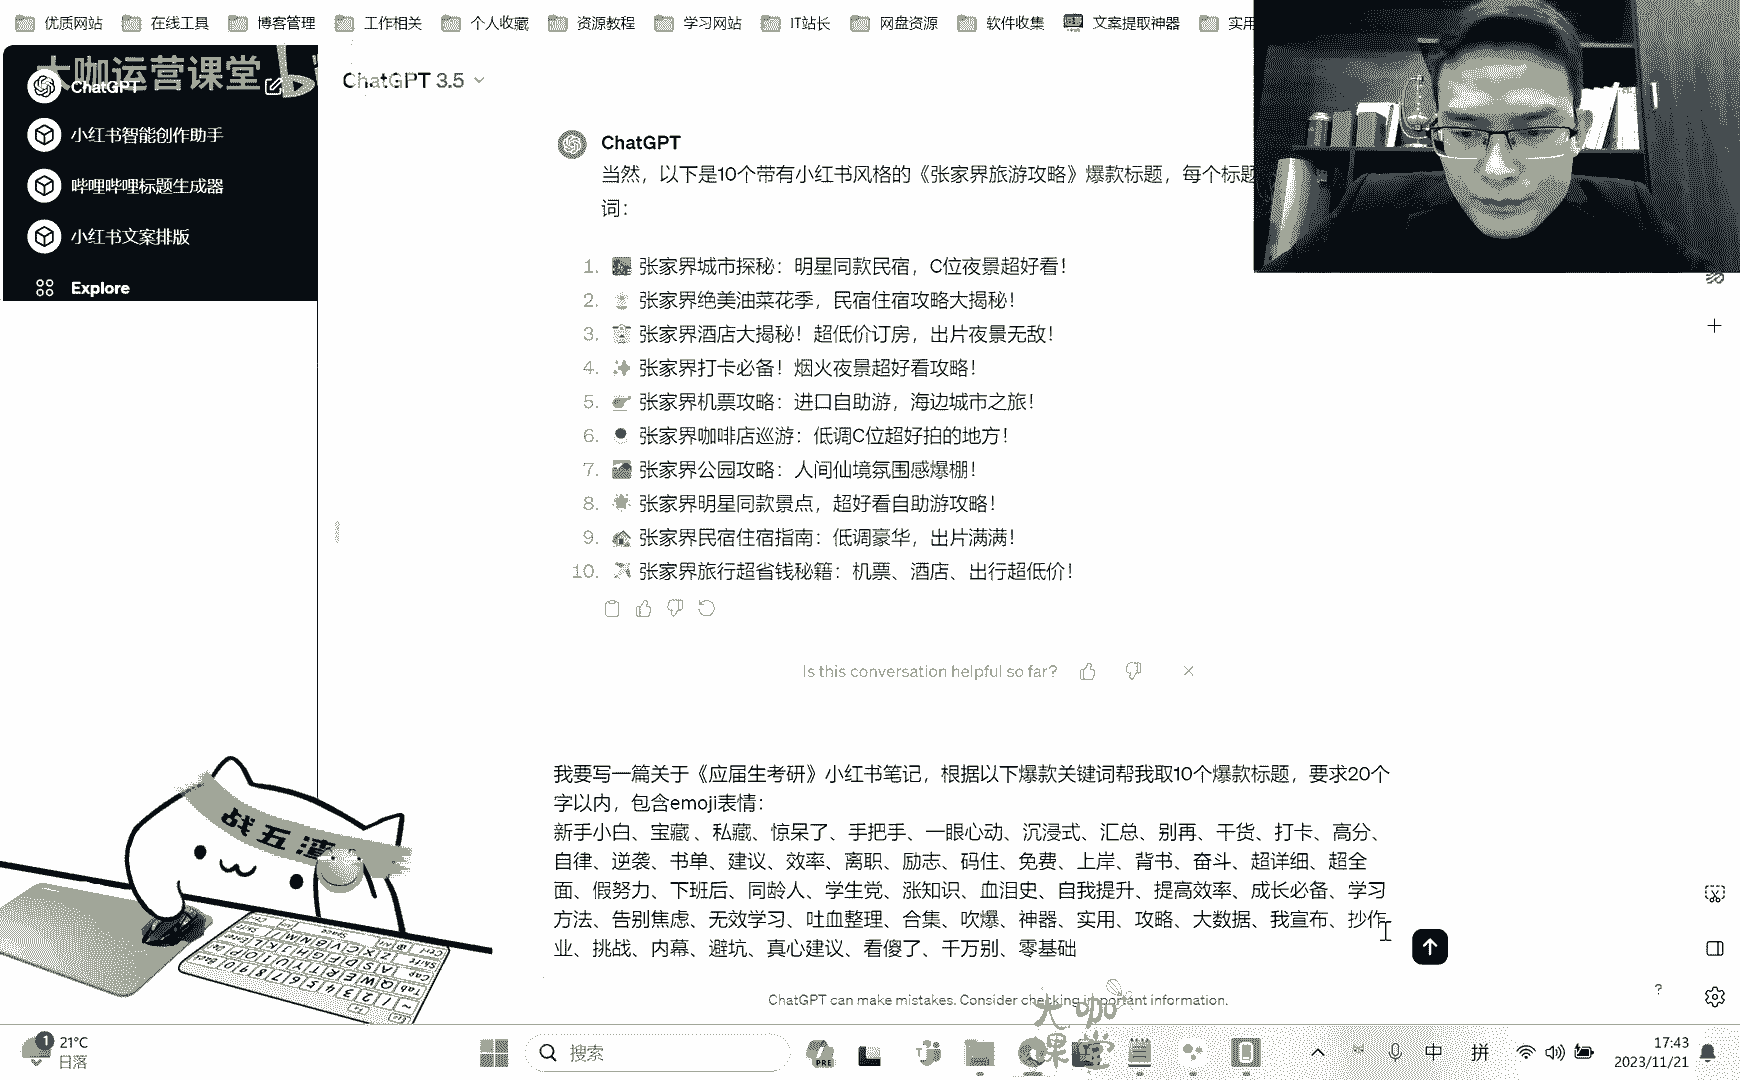 优质网站 在线工具 博客管理 工作相关 个人收藏 资源教程 学习网站 IT站长 网盘资源 软件收集 文案提取神器 实用
大咖运营课堂
ChatGPT
小红书智能创作助手
哔哩哔哩标题生成器
小红书文案排版
Explore
ChatGPT 3.5
ChatGPT
当然，以下是10个带有小红书风格的《张家界旅游攻略》爆款标题，每个标题
词：
1. 张家界城市探秘：明星同款民宿，C位夜景超好看！
2. 张家界绝美油菜花季，民宿住宿攻略大揭秘！
3. 张家界酒店大揭秘！超低价订房，出片夜景无敌！
4. 张家界打卡必备！烟火夜景超好看攻略！
5. 张家界机票攻略：进口自助游，海边城市之旅！
6. 张家界咖啡店巡游：低调C位超好拍的地方！
7. 张家界公园攻略：人间仙境氛围感爆棚！
8. 张家界明星同款景点，超好看自助游攻略！
9. 张家界民宿住宿指南：低调豪华，出片满满！
10. 张家界旅行超省钱秘籍：机票、酒店、出行超低价！
Is this conversation helpful so far?
我要写一篇关于《应届生考研》小红书笔记，根据以下爆款关键词帮我取10个爆款标题，要求20个
字以内，包含emoji表情：
新手小白、宝藏 、私藏、惊呆了、手把手、一眼心动、沉浸式、汇总、别再、干货、打卡、高分、
自律、逆袭、书单、建议、效率、离职、励志、码住、免费、上岸、背书、奋斗、超详细、超全
面、假努力、下班后、同龄人、学生党、涨知识、血泪史、自我提升、提高效率、成长必备、学习
方法、告别焦虑、无效学习、吐血整理、合集、吹爆、神器、实用、攻略、大数据、我宣布、抄作
业、挑战、内幕、避坑、真心建议、看傻了、千万别、零基础
ChatGPT can make mistakes. Consider checking important information.
?
战五渣
大咖
课堂
1 21°C
日落
搜索
PRE
中 拼
17:43
2023/11/21